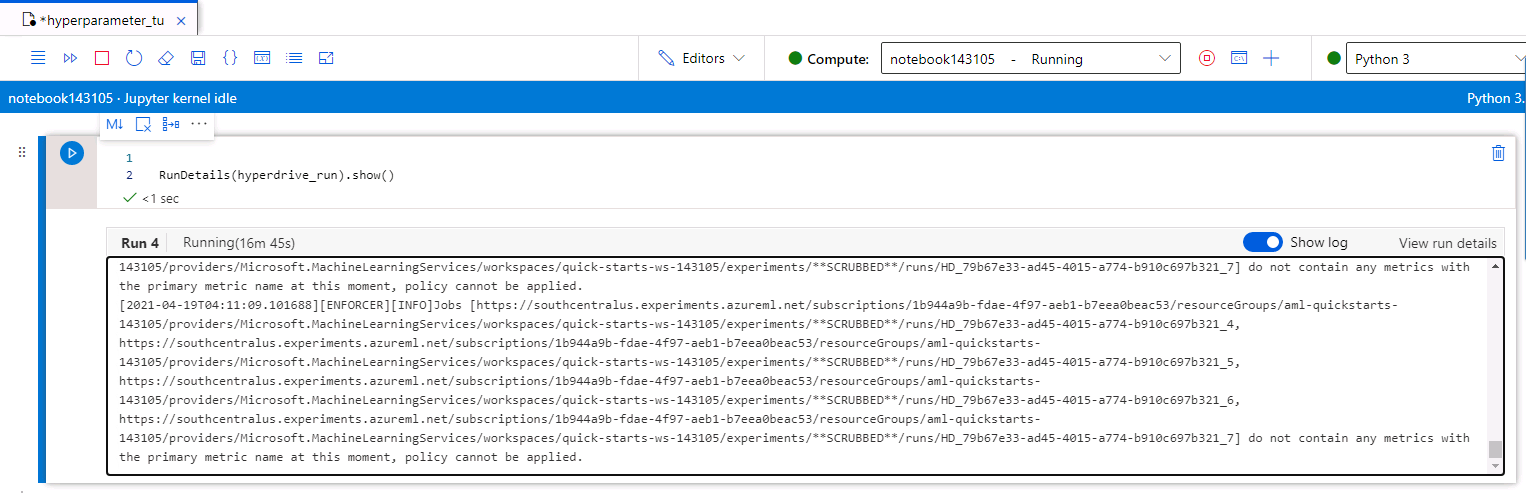 *hyperparameter_tu ×
Editors
Compute: notebook143105 - Running
Python 3
notebook143105 · Jupyter kernel idle
Python 3.
M↓ ···
1
2 RunDetails(hyperdrive_run).show()
<1 sec
Run 4 Running(16m 45s) Show log View run details
143105/providers/Microsoft.MachineLearningServices/workspaces/quick-starts-ws-143105/experiments/**SCRUBBED**/runs/HD_79b67e33-ad45-4015-a774-b910c697b321_7] do not contain any metrics with
the primary metric name at this moment, policy cannot be applied.
[2021-04-19T04:11:09.101688][ENFORCER][INFO]Jobs [https://southcentralus.experiments.azureml.net/subscriptions/1b944a9b-fdae-4f97-aeb1-b7eea0beac53/resourceGroups/aml-quickstarts-
143105/providers/Microsoft.MachineLearningServices/workspaces/quick-starts-ws-143105/experiments/**SCRUBBED**/runs/HD_79b67e33-ad45-4015-a774-b910c697b321_4,
https://southcentralus.experiments.azureml.net/subscriptions/1b944a9b-fdae-4f97-aeb1-b7eea0beac53/resourceGroups/aml-quickstarts-
143105/providers/Microsoft.MachineLearningServices/workspaces/quick-starts-ws-143105/experiments/**SCRUBBED**/runs/HD_79b67e33-ad45-4015-a774-b910c697b321_5,
https://southcentralus.experiments.azureml.net/subscriptions/1b944a9b-fdae-4f97-aeb1-b7eea0beac53/resourceGroups/aml-quickstarts-
143105/providers/Microsoft.MachineLearningServices/workspaces/quick-starts-ws-143105/experiments/**SCRUBBED**/runs/HD_79b67e33-ad45-4015-a774-b910c697b321_6,
https://southcentralus.experiments.azureml.net/subscriptions/1b944a9b-fdae-4f97-aeb1-b7eea0beac53/resourceGroups/aml-quickstarts-
143105/providers/Microsoft.MachineLearningServices/workspaces/quick-starts-ws-143105/experiments/**SCRUBBED**/runs/HD_79b67e33-ad45-4015-a774-b910c697b321_7] do not contain any metrics with
the primary metric name at this moment, policy cannot be applied.